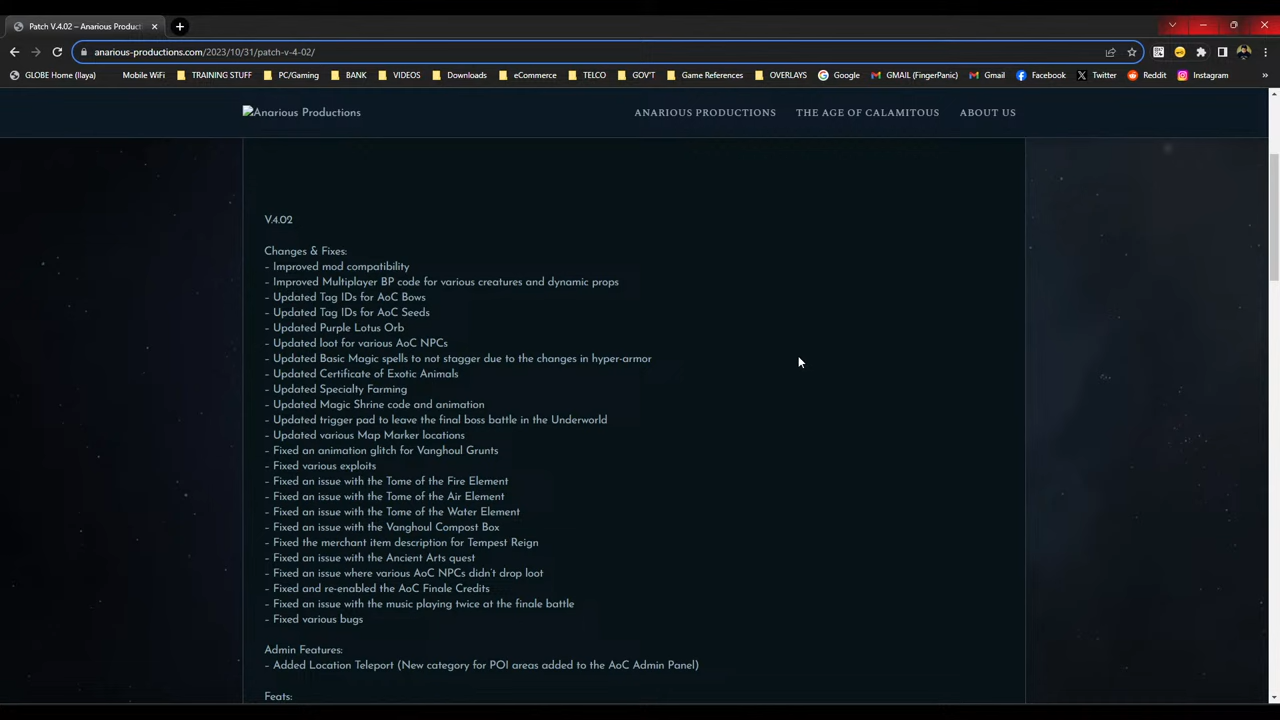 Patch V.4.02 – Anarious Product
anarious-productions.com/2023/10/31/patch-v-4-02/
GLOBE Home (Ilaya) Mobile WiFi TRAINING STUFF PC/Gaming BANK VIDEOS Downloads eCommerce TELCO GOV'T Game References OVERLAYS Google GMAIL (FingerPanic) Gmail Facebook Twitter Reddit Instagram »
Anarious Productions ANARIOUS PRODUCTIONS THE AGE OF CALAMITOUS ABOUT US
V.4.02
Changes & Fixes:
– Improved mod compatibility
– Improved Multiplayer BP code for various creatures and dynamic props
– Updated Tag IDs for AoC Bows
– Updated Tag IDs for AoC Seeds
– Updated Purple Lotus Orb
– Updated loot for various AoC NPCs
– Updated Basic Magic spells to not stagger due to the changes in hyper-armor
– Updated Certificate of Exotic Animals
– Updated Specialty Farming
– Updated Magic Shrine code and animation
– Updated trigger pad to leave the final boss battle in the Underworld
– Updated various Map Marker locations
– Fixed an animation glitch for Vanghoul Grunts
– Fixed various exploits
– Fixed an issue with the Tome of the Fire Element
– Fixed an issue with the Tome of the Air Element
– Fixed an issue with the Tome of the Water Element
– Fixed an issue with the Vanghoul Compost Box
– Fixed the merchant item description for Tempest Reign
– Fixed an issue with the Ancient Arts quest
– Fixed an issue where various AoC NPCs didn't drop loot
– Fixed and re-enabled the AoC Finale Credits
– Fixed an issue with the music playing twice at the finale battle
– Fixed various bugs
Admin Features:
– Added Location Teleport (New category for POI areas added to the AoC Admin Panel)
Feats: